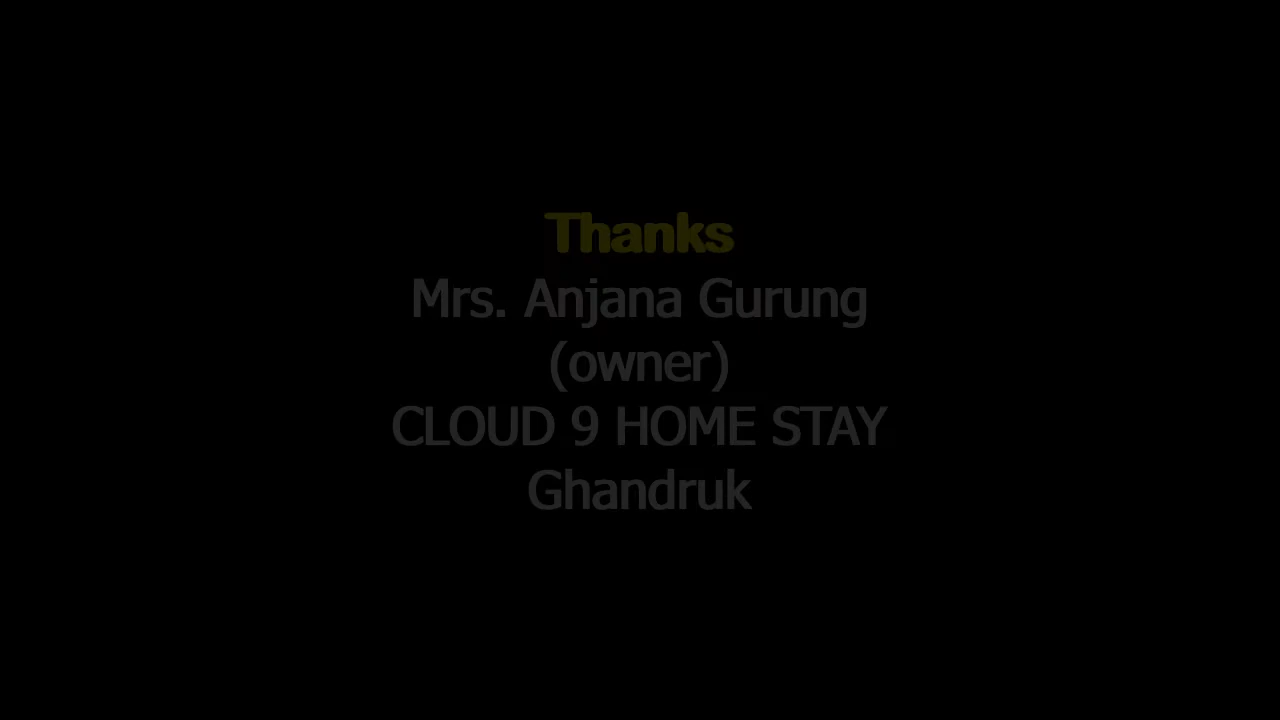 Thanks
Mrs. Anjana Gurung
(owner)
CLOUD 9 HOME STAY
Ghandruk